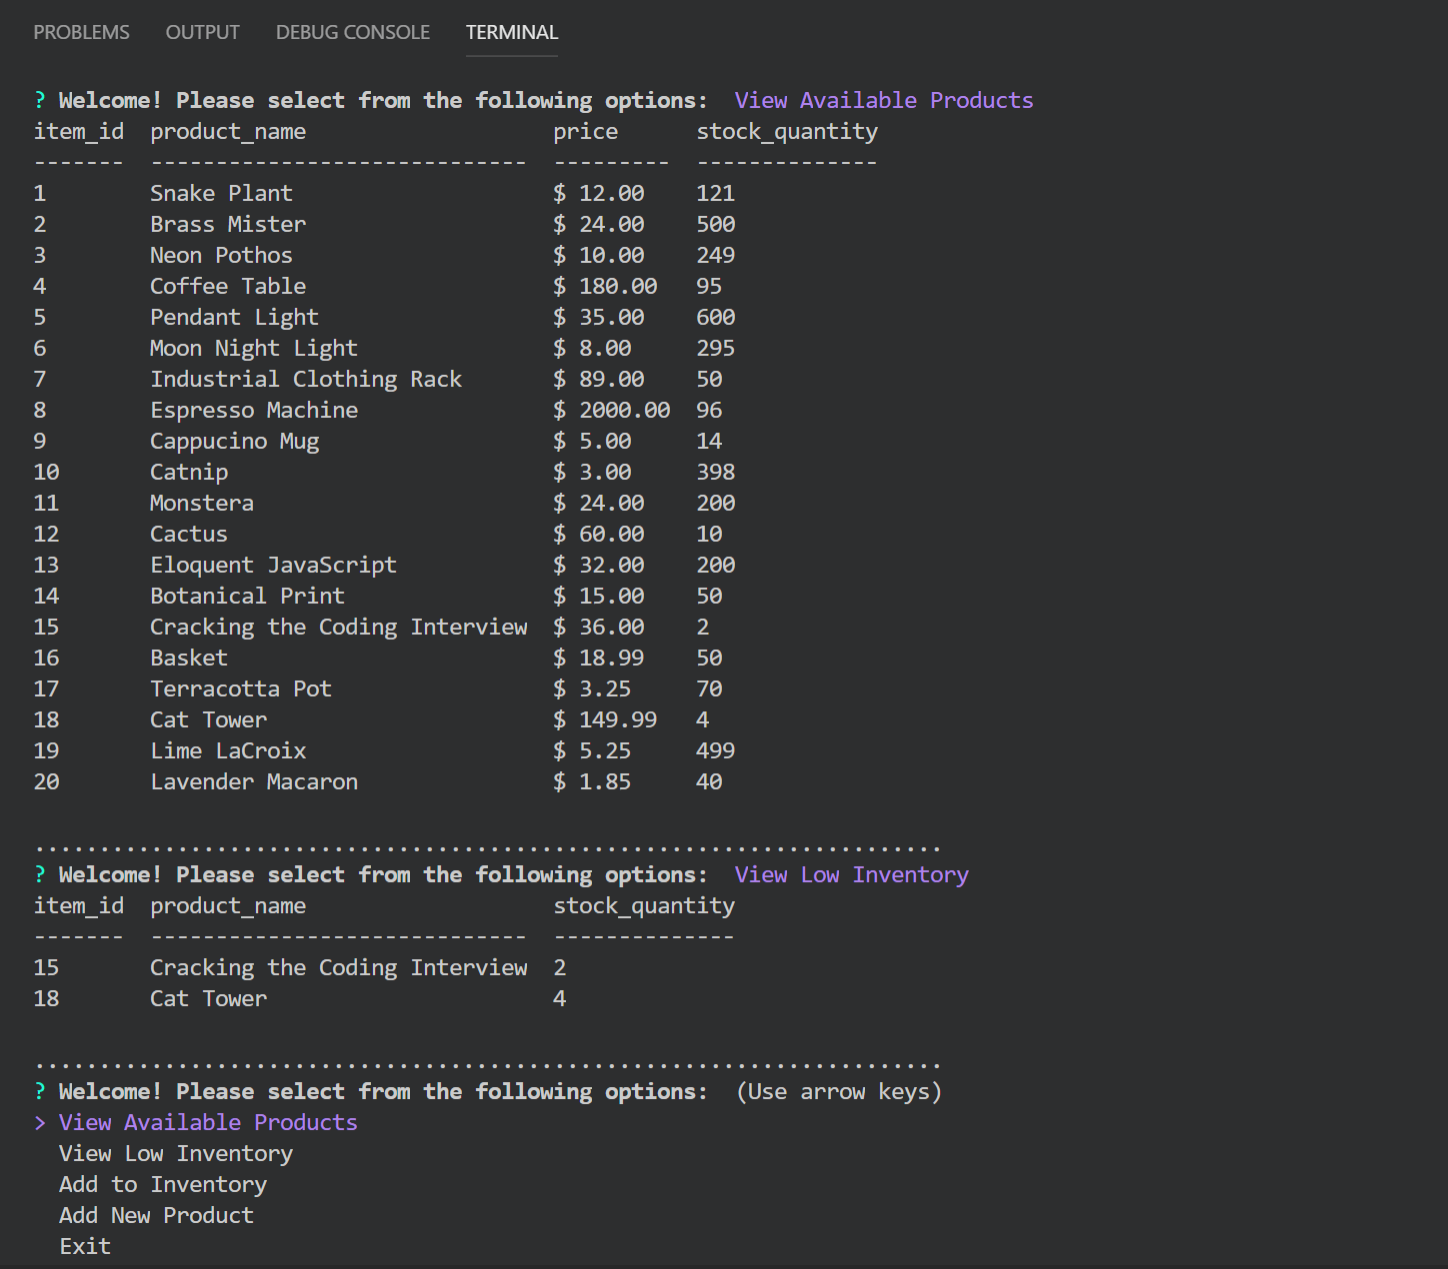 PROBLEMS OUTPUT DEBUG CONSOLE TERMINAL
? Welcome! Please select from the following options:  View Available Products
item_id  product_name                   price      stock_quantity
-------  -----------------------------  ---------  --------------
1        Snake Plant                    $ 12.00    121
2        Brass Mister                   $ 24.00    500
3        Neon Pothos                    $ 10.00    249
4        Coffee Table                   $ 180.00   95
5        Pendant Light                  $ 35.00    600
6        Moon Night Light               $ 8.00     295
7        Industrial Clothing Rack       $ 89.00    50
8        Espresso Machine               $ 2000.00  96
9        Cappucino Mug                  $ 5.00     14
10       Catnip                         $ 3.00     398
11       Monstera                       $ 24.00    200
12       Cactus                         $ 60.00    10
13       Eloquent JavaScript            $ 32.00    200
14       Botanical Print                $ 15.00    50
15       Cracking the Coding Interview  $ 36.00    2
16       Basket                         $ 18.99    50
17       Terracotta Pot                 $ 3.25     70
18       Cat Tower                      $ 149.99   4
19       Lime LaCroix                   $ 5.25     499
20       Lavender Macaron               $ 1.85     40
......................................................................
? Welcome! Please select from the following options:  View Low Inventory
item_id  product_name                   stock_quantity
-------  -----------------------------  --------------
15       Cracking the Coding Interview  2
18       Cat Tower                      4
......................................................................
? Welcome! Please select from the following options:  (Use arrow keys)
> View Available Products
  View Low Inventory
  Add to Inventory
  Add New Product
  Exit